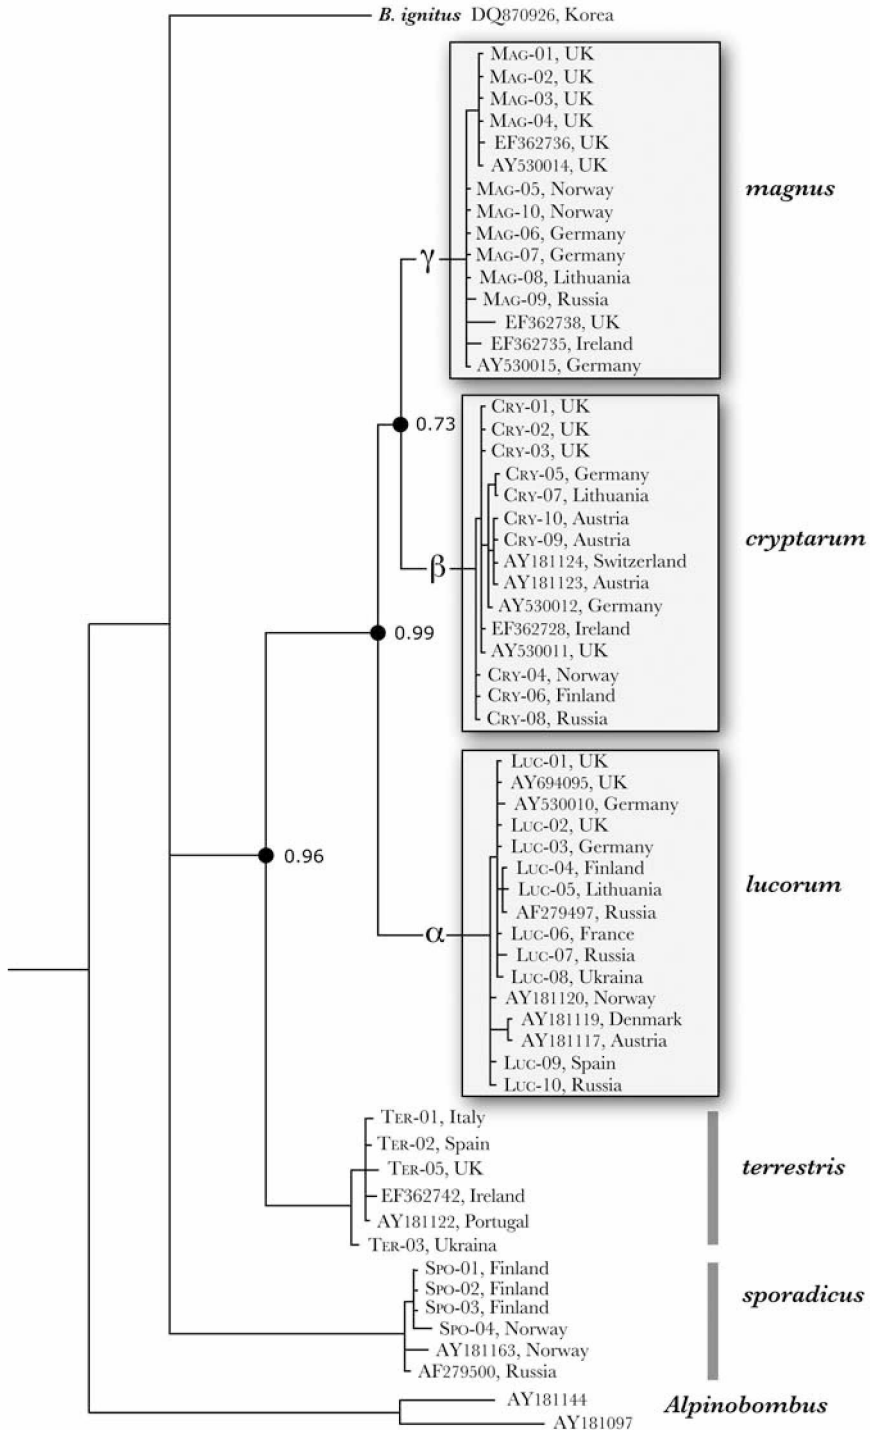 B. ignitus DQ870926, Korea
MAG-01, UK
MAG-02, UK
MAG-03, UK
MAG-04, UK
EF362736, UK
AY530014, UK
MAG-05, Norway
magnus
MAG-10, Norway
MAG-06, Germany
MAG-07, Germany
γ
MAG-08, Lithuania
MAG-09, Russia
EF362738, UK
EF362735, Ireland
AY530015, Germany
CRY-01, UK
0.73
CRY-02, UK
CRY-03, UK
CRY-05, Germany
CRY-07, Lithuania
CRY-10, Austria
CRY-09, Austria
cryptarum
AY181124, Switzerland
β
AY181123, Austria
AY530012, Germany
EF362728, Ireland
0.99
AY530011, UK
CRY-04, Norway
CRY-06, Finland
CRY-08, Russia
LUC-01, UK
AY694095, UK
AY530010, Germany
LUC-02, UK
LUC-03, Germany
0.96
LUC-04, Finland
LUC-05, Lithuania
lucorum
AF279497, Russia
LUC-06, France
α
LUC-07, Russia
LUC-08, Ukraina
AY181120, Norway
AY181119, Denmark
AY181117, Austria
LUC-09, Spain
LUC-10, Russia
TER-01, Italy
TER-02, Spain
TER-05, UK
terrestris
EF362742, Ireland
AY181122, Portugal
TER-03, Ukraina
SPO-01, Finland
SPO-02, Finland
sporadicus
SPO-03, Finland
SPO-04, Norway
AY181163, Norway
AF279500, Russia
AY181144
Alpinobombus
AY181097